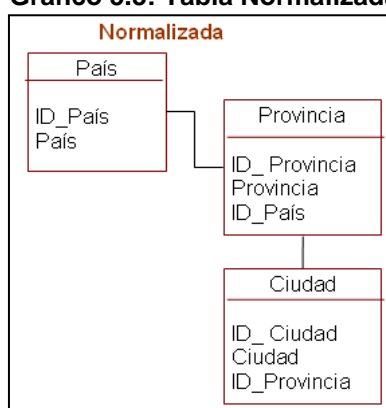 Gráfico 3.3: Tabla Normalizada
Normalizada
País
ID_País
País
Provincia
ID_ Provincia
Provincia
ID_País
Ciudad
ID_ Ciudad
Ciudad
ID_Provincia